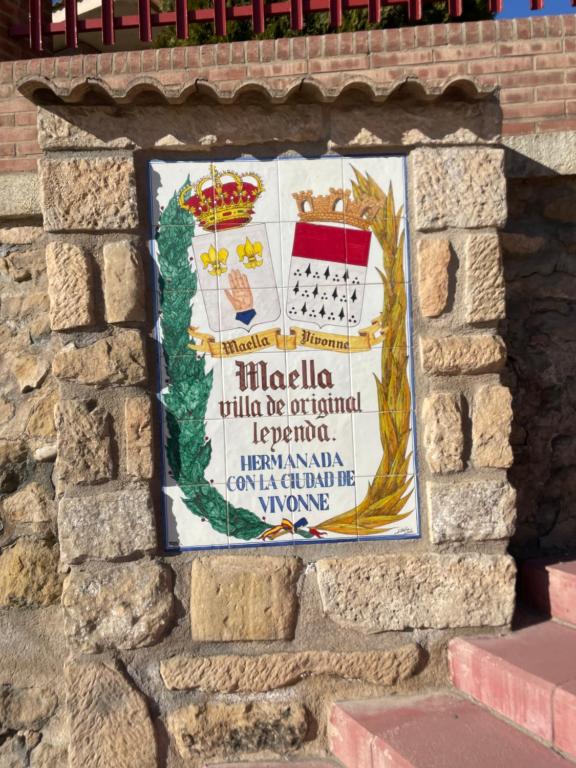 Maella Vivonne
Maella
villa de original
leyenda.
HERMANADA
CON LA CIUDAD DE
VIVONNE